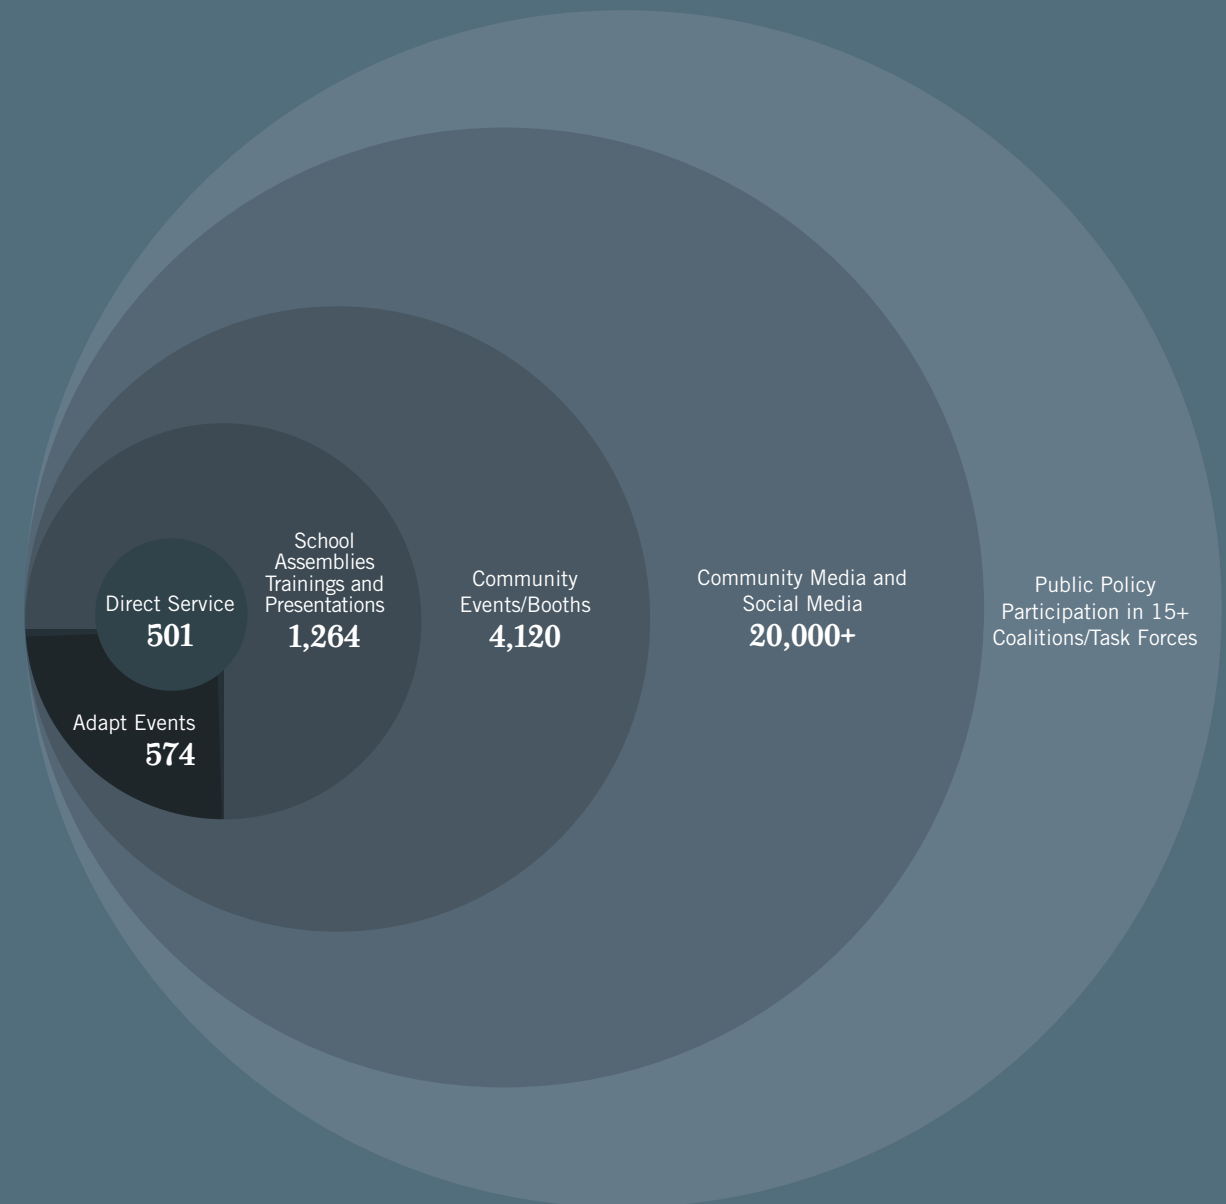 Direct Service
501
Adapt Events
574
School
Assemblies
Trainings and
Presentations
1,264
Community
Events/Booths
4,120
Community Media and
Social Media
20,000+
Public Policy
Participation in 15+
Coalitions/Task Forces